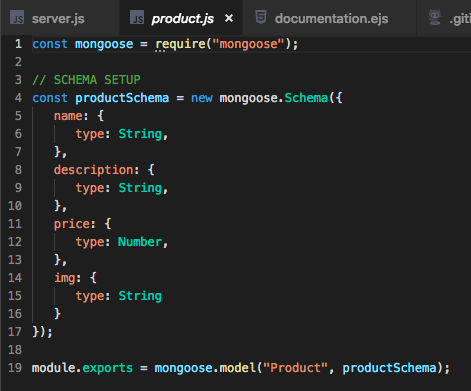 JS server.js JS product.js × documentation.ejs .giti
1 const mongoose = require("mongoose");
2
3 // SCHEMA SETUP
4 const productSchema = new mongoose.Schema({
5 name: {
6 type: String,
7 },
8 description: {
9 type: String,
10 },
11 price: {
12 type: Number,
13 },
14 img: {
15 type: String
16 }
17 });
18
19 module.exports = mongoose.model("Product", productSchema);